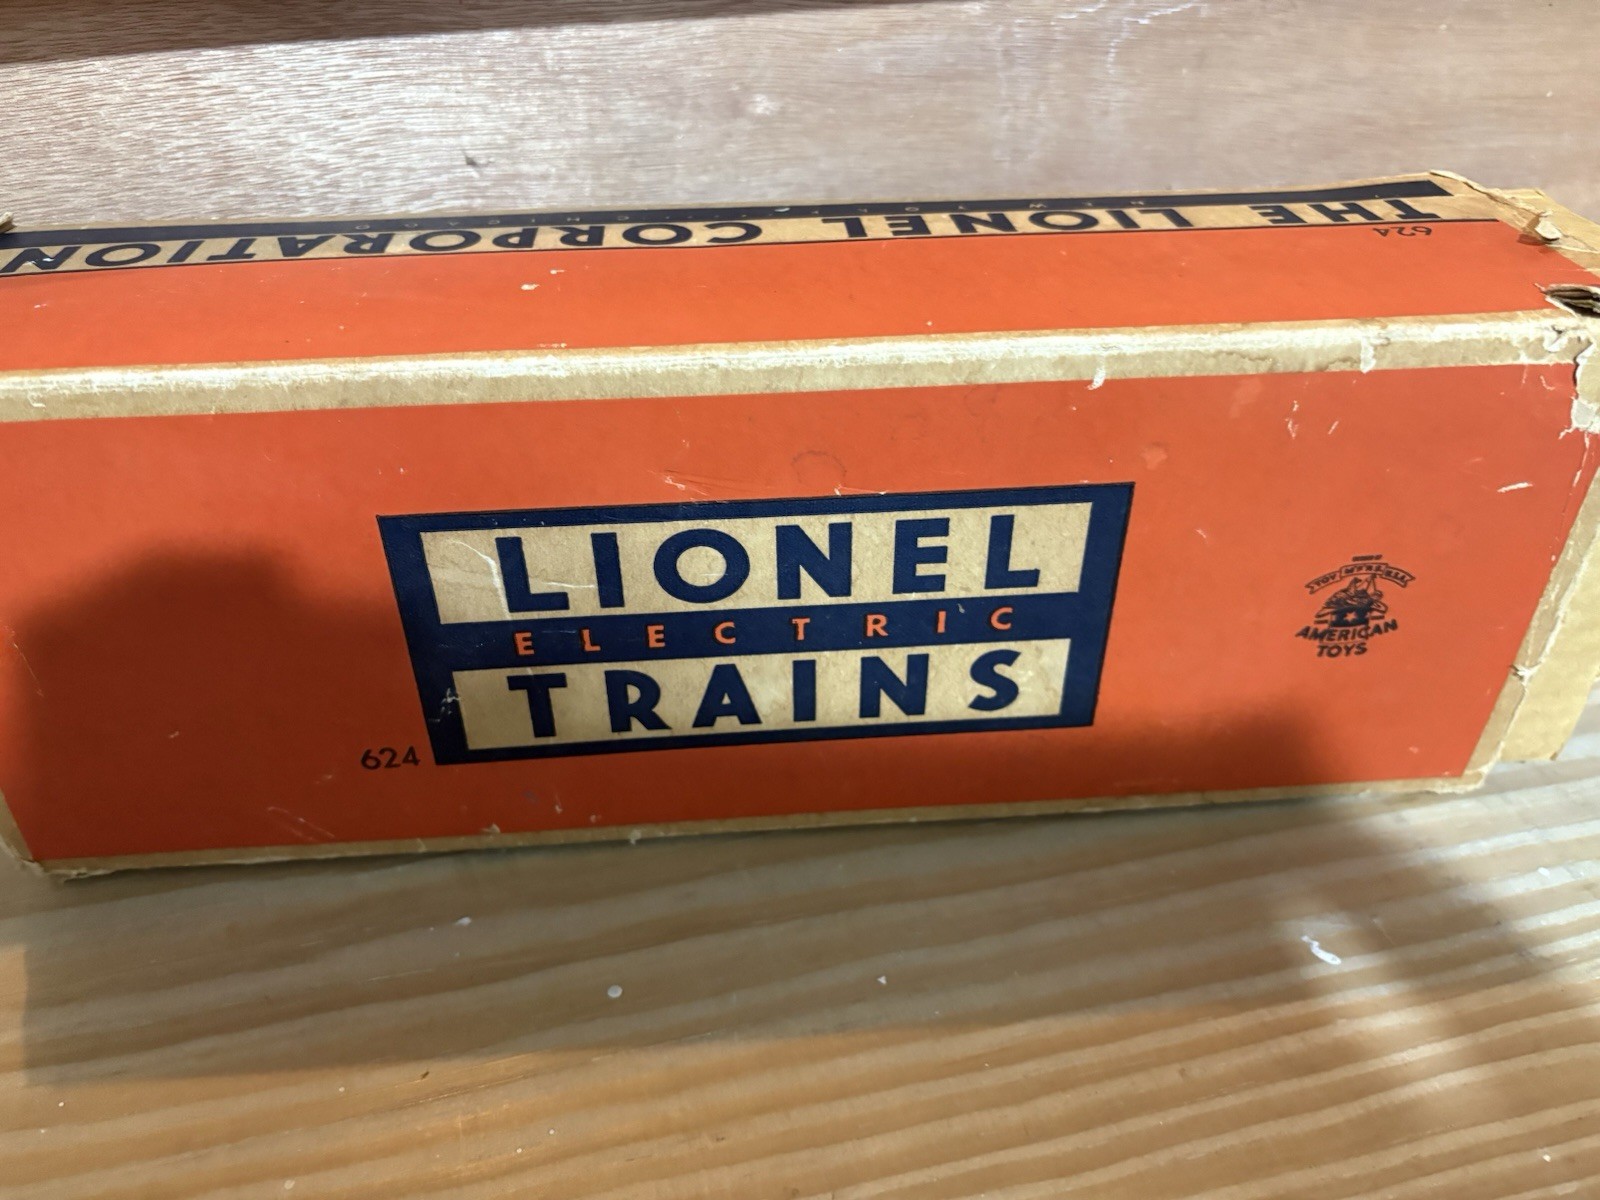 THE LIONEL CORPORATION
NEW YORK CHICAGO
624
LIONEL
ELECTRIC
TRAINS
624
AMERICAN
TOYS